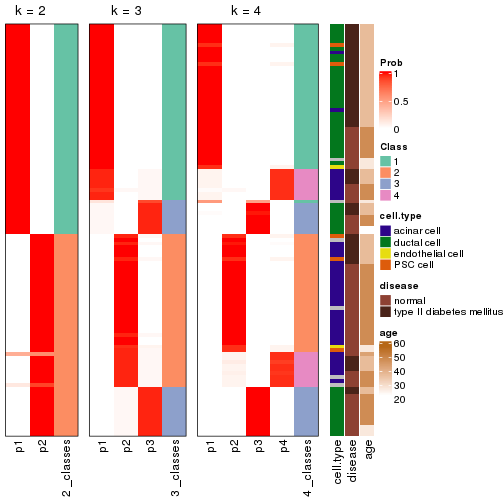 k = 2
k = 3
k = 4
p1
p2
2_classes
p1
p2
p3
3_classes
p1
p2
p3
p4
4_classes
cell.type
disease
age
Prob
1
0.5
0
Class
1
2
3
4
cell.type
acinar cell
ductal cell
endothelial cell
PSC cell
disease
normal
type II diabetes mellitus
age
60
50
40
30
20